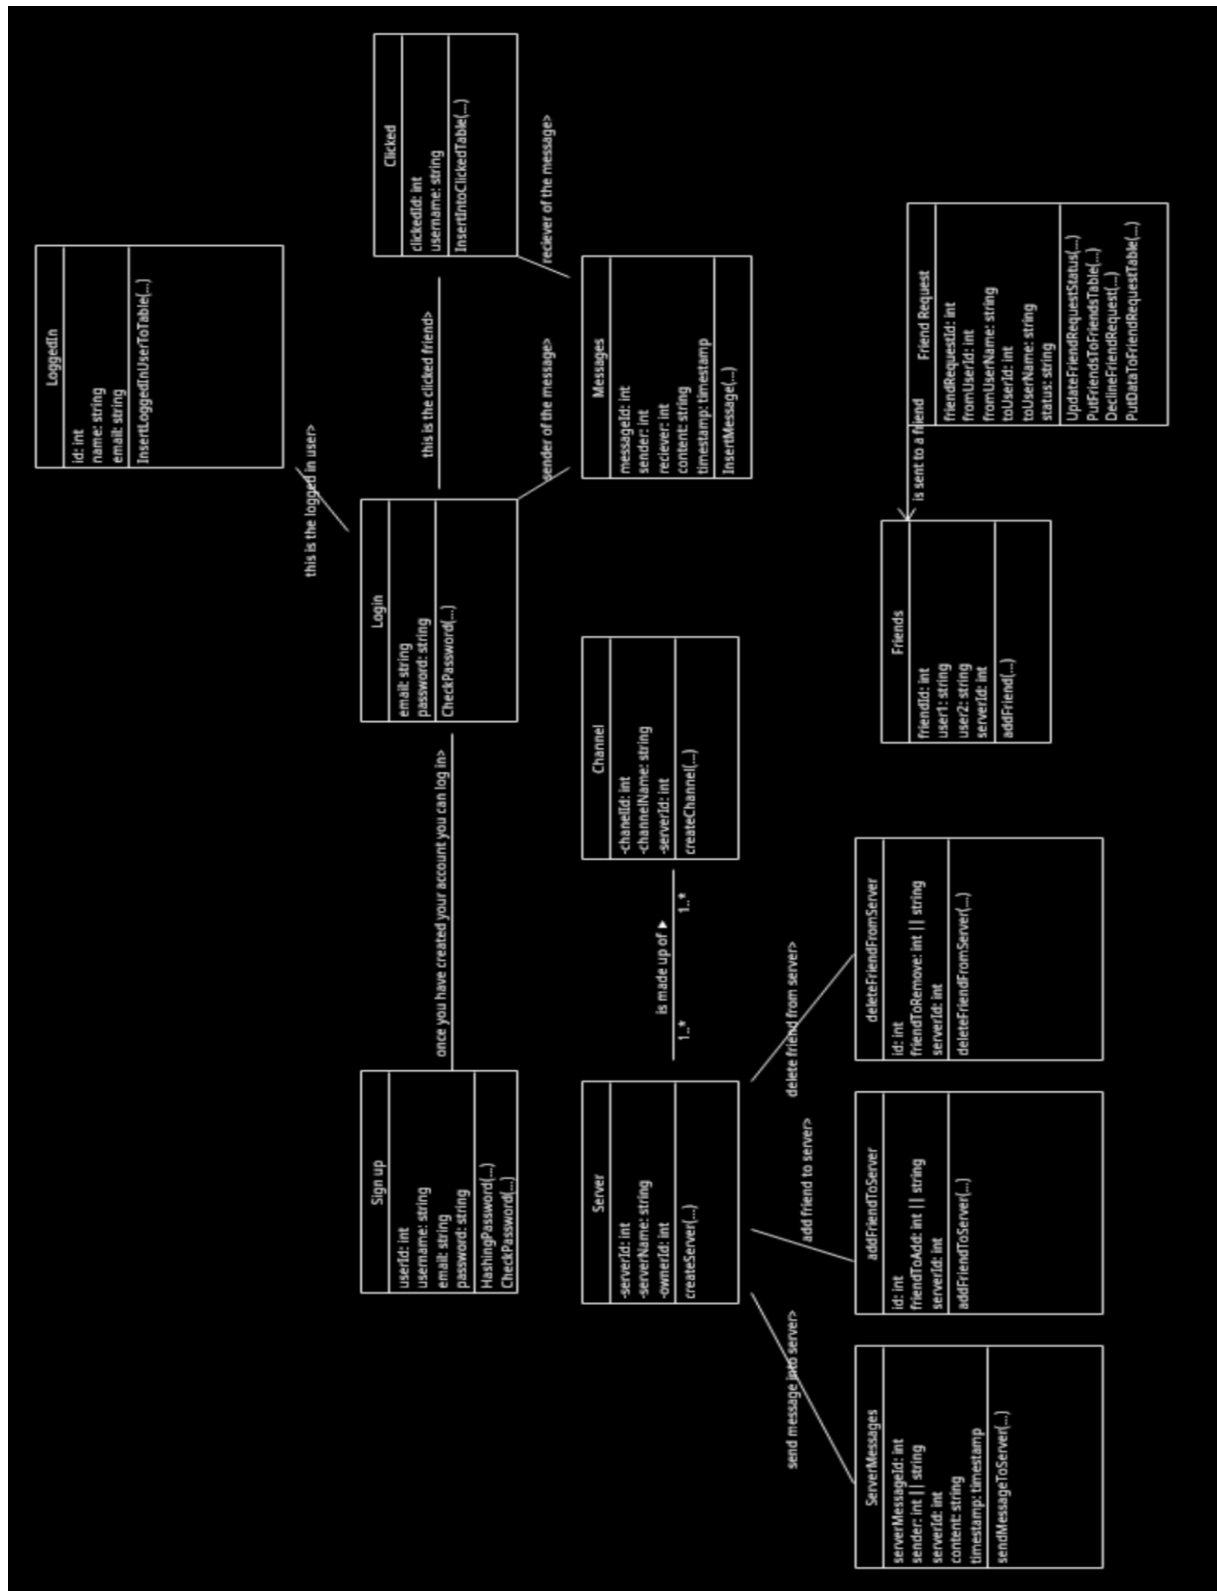 LoggedIn
id: int
name: string
email: string
InsertLoggedInUserToTable(...)
this is the logged in user>
Sign up
userId: int
username: string
email: string
password: string
HashingPassword(...)
CheckPassword(...)
once you have created your account you can log in>
Login
email: string
password: string
CheckPassword(...)
this is the clicked friend>
Clicked
clickedId: int
username: string
InsertIntoClickedTable(...)
sender of the message>
reciever of the message>
Server
-serverId: int
-serverName: string
-ownerId: int
createServer(...)
is made up of ▶
1..*
1..*
Channel
-chanelId: int
-channelName: string
-serverId: int
createChannel(...)
Messages
messageId: int
sender: int
reciever: int
content: string
timestamp: timestamp
InsertMessage(...)
send message into server>
add friend to server>
delete friend from server>
ServerMessages
serverMessageId: int
sender: int || string
serverId: int
content: string
timestamp: timestamp
sendMessageToServer(...)
addFriendToServer
id: int
friendToAdd: int || string
serverId: int
addFriendToServer(...)
deleteFriendFromServer
id: int
friendToRemove: int || string
serverId: int
deleteFriendFromServer(...)
Friends
friendId: int
user1: string
user2: string
serverId: int
addFriend(...)
is sent to a friend
Friend Request
friendRequestId: int
fromUserId: int
fromUserName: string
toUserId: int
toUserName: string
status: string
UpdateFriendRequestStatus(...)
PutFriendsToFriendsTable(...)
DeclineFriendRequest(...)
PutDataToFriendRequestTable(...)